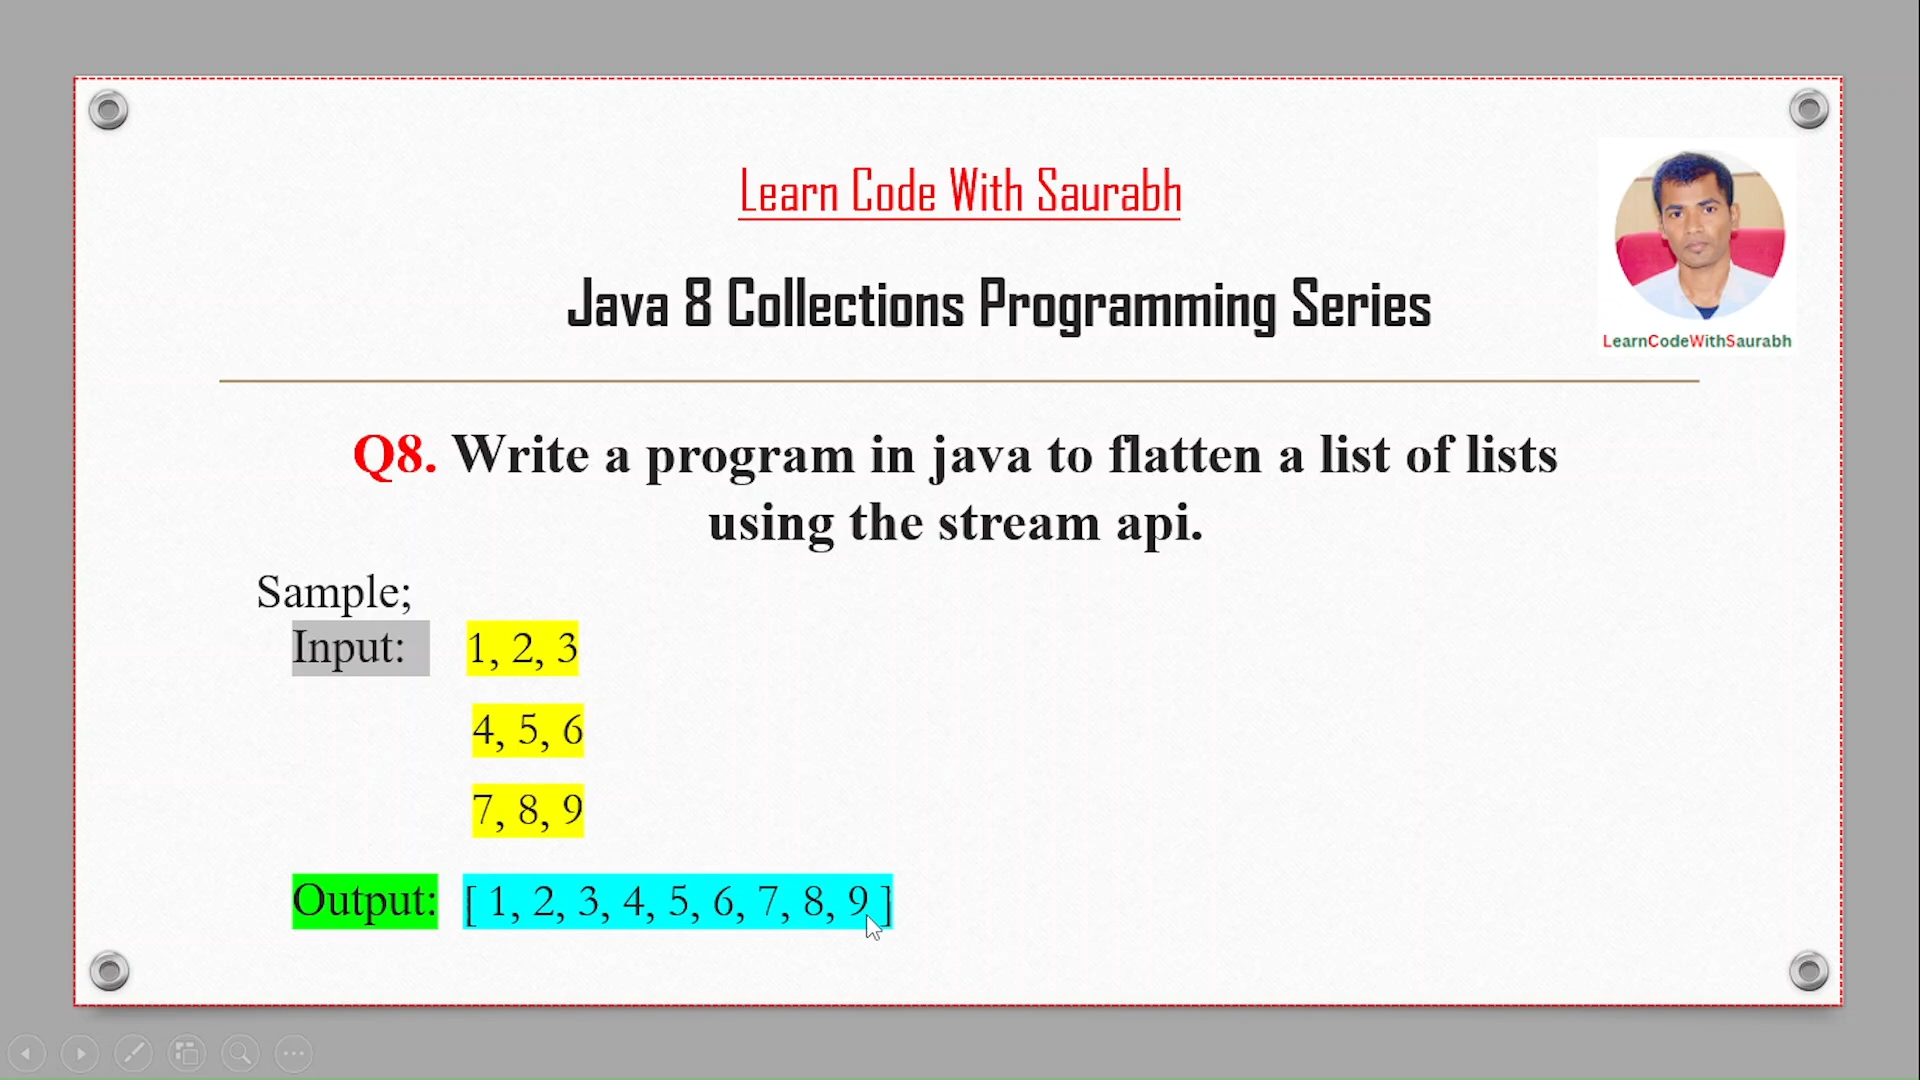 Learn Code With Saurabh
Java 8 Collections Programming Series
LearnCodeWithSaurabh
Q8. Write a program in java to flatten a list of lists
using the stream api.
Sample;
Input: 1, 2, 3
4, 5, 6
7, 8, 9
Output: [ 1, 2, 3, 4, 5, 6, 7, 8, 9 ]